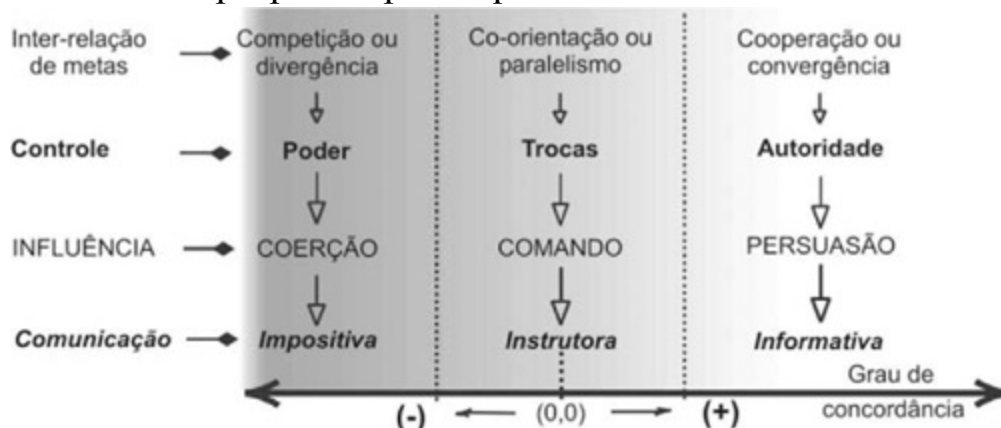 Inter-relação de metas
Competição ou divergência
Co-orientação ou paralelismo
Cooperação ou convergência
Controle
Poder
Trocas
Autoridade
INFLUÊNCIA
COERÇÃO
COMANDO
PERSUASÃO
Comunicação
Impositiva
Instrutora
Informativa
Grau de concordância
(-)
(0,0)
(+)